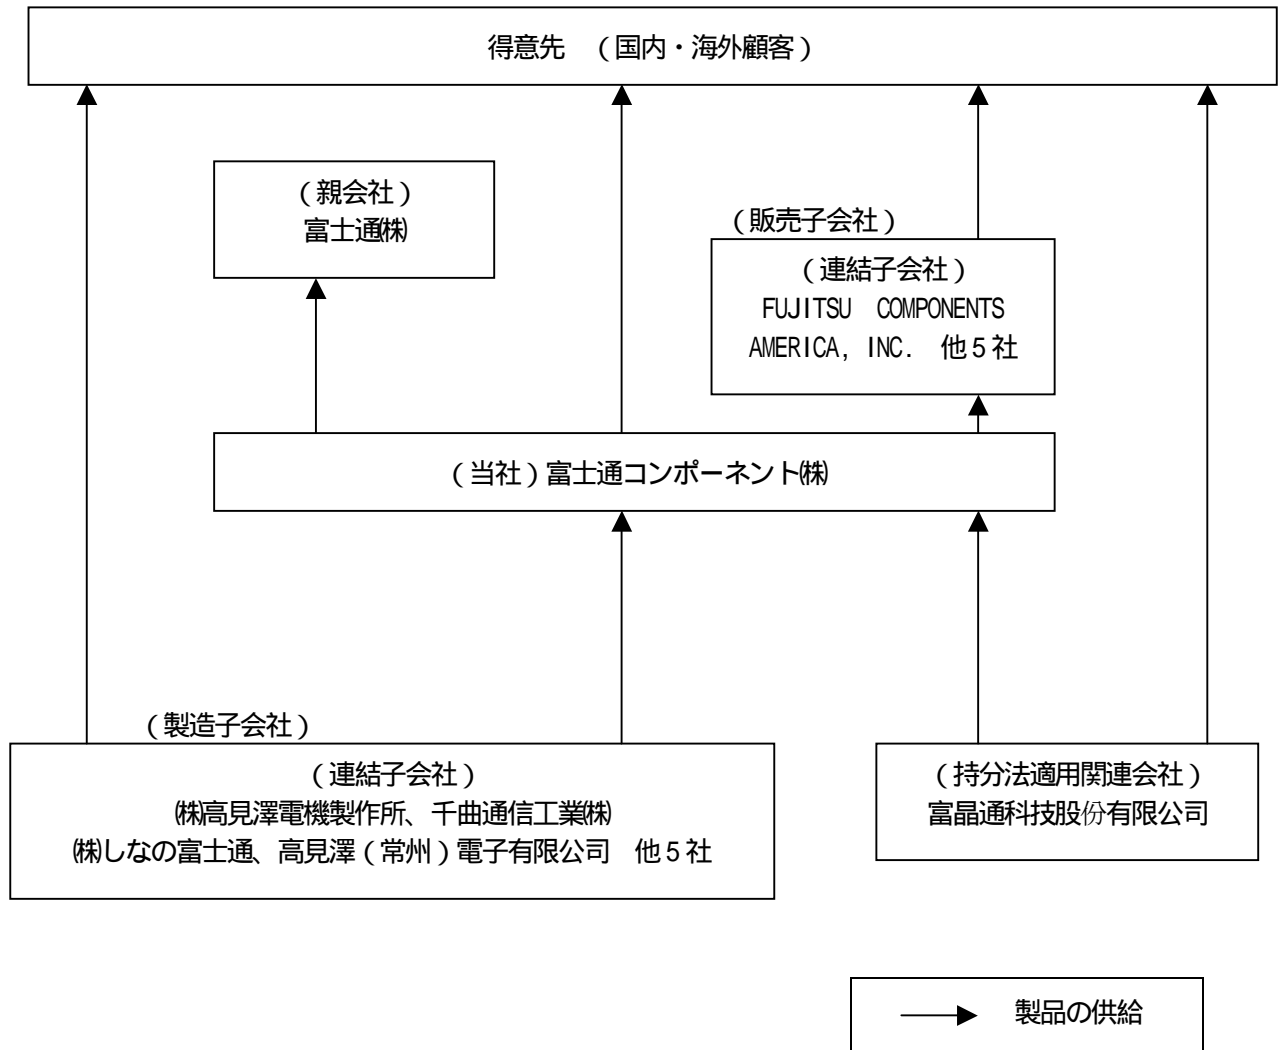 得意先　（国内・海外顧客）
（親会社）
富士通㈱
（販売子会社）
（連結子会社）
FUJITSU　COMPONENTS
AMERICA, INC.　他５社
（当社）富士通コンポーネント㈱
（製造子会社）
（連結子会社）
㈱高見澤電機製作所、千曲通信工業㈱
㈱しなの富士通、高見澤（常州）電子有限公司　他５社
（持分法適用関連会社）
富晶通科技股份有限公司
製品の供給